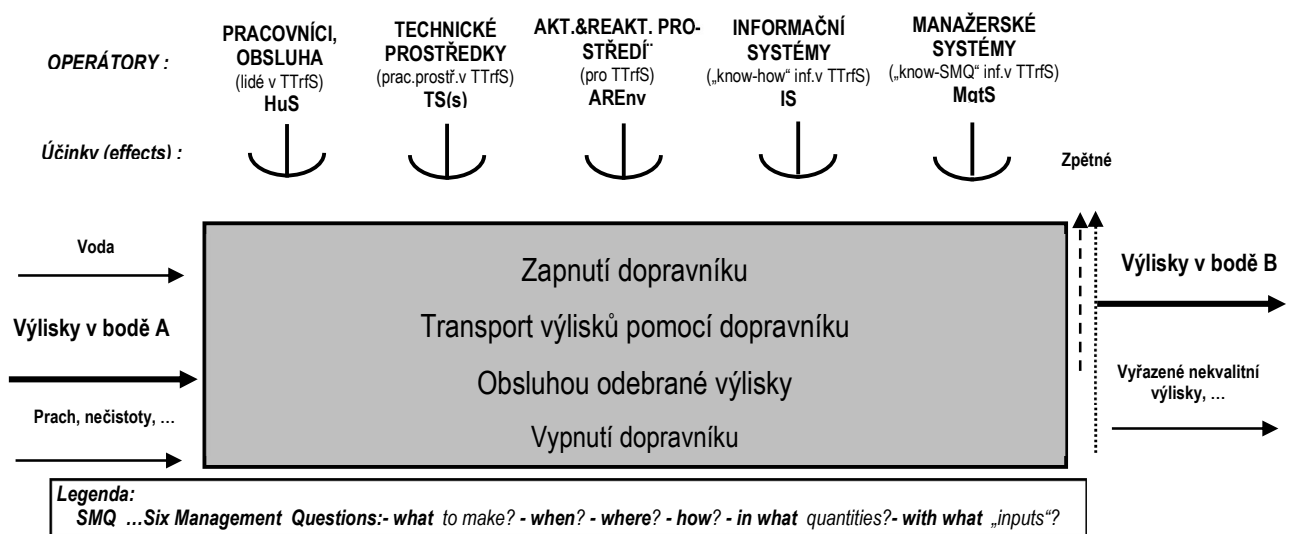 OPERÁTORY :
PRACOVNÍCI,
OBSLUHA
(lidé v TTrfS)
HuS
TECHNICKÉ
PROSTŘEDKY
(prac.prostř.v TTrfS)
TS(s)
AKT.&REAKT. PRO-
STŘEDÍ¨
(pro TTrfS)
AREnv
INFORMAČNÍ
SYSTÉMY
(„know-how“ inf.v TTrfS)
IS
MANAŽERSKÉ
SYSTÉMY
(„know-SMQ“ inf.v TTrfS)
MgtS
Účinky (effects) :
Zpětné
Voda
Výlisky v bodě A
Prach, nečistoty, ...
Zapnutí dopravníku
Transport výlisků pomocí dopravníku
Obsluhou odebrané výlisky
Vypnutí dopravníku
Výlisky v bodě B
Vyřazené nekvalitní
výlisky, ...
Legenda:
SMQ ...Six Management Questions:- what to make? - when? - where? - how? - in what quantities?- with what „inputs“?